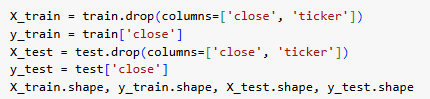 X_train = train.drop(columns=['close', 'ticker'])
y_train = train['close']
X_test = test.drop(columns=['close', 'ticker'])
y_test = test['close']
X_train.shape, y_train.shape, X_test.shape, y_test.shape